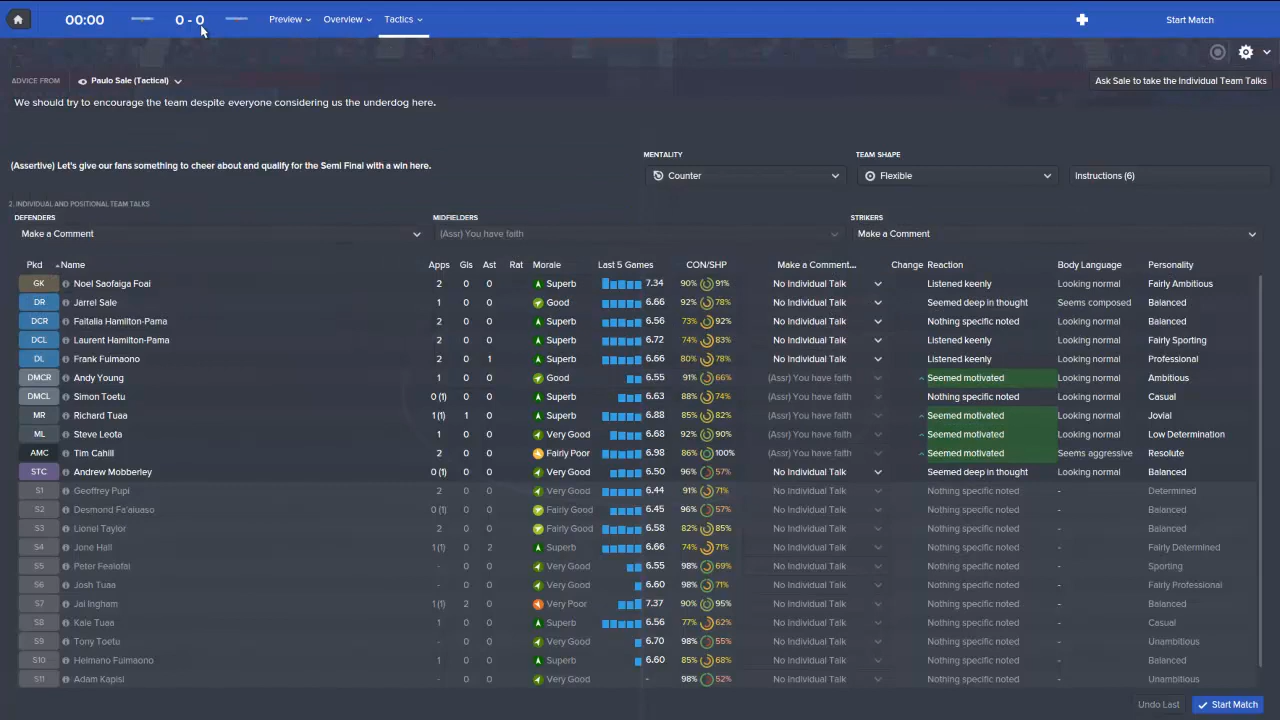 00:00 0 - 0 Preview Overview Tactics Start Match
ADVICE FROM Paulo Sale (Tactical) Ask Sale to take the Individual Team Talks
We should try to encourage the team despite everyone considering us the underdog here.
MENTALITY TEAM SHAPE
(Assertive) Let's give our fans something to cheer about and qualify for the Semi Final with a win here.
Counter Flexible Instructions (6)
2. INDIVIDUAL AND POSITIONAL TEAM TALKS
DEFENDERS MIDFIELDERS STRIKERS
Make a Comment (Assr) You have faith Make a Comment
Pkd Name Apps Gls Ast Rat Morale Last 5 Games CON/SHP Make a Comment... Change Reaction Body Language Personality
GK Noel Saofaiga Foai 2 0 0 Superb 7.34 90% 91% No Individual Talk Listened keenly Looking normal Fairly Ambitious
DR Jarrel Sale 1 0 0 Good 6.66 92% 78% No Individual Talk Seemed deep in thought Seems composed Balanced
DCR Faitalia Hamilton-Pama 2 0 0 Superb 6.56 73% 92% No Individual Talk Nothing specific noted Looking normal Balanced
DCL Laurent Hamilton-Pama 2 0 0 Superb 6.72 74% 83% No Individual Talk Listened keenly Looking normal Fairly Sporting
DL Frank Fuimaono 2 0 1 Superb 6.66 80% 78% No Individual Talk Listened keenly Looking normal Professional
DMCR Andy Young 1 0 0 Good 6.55 91% 66% (Assr) You have faith Seemed motivated Looking normal Ambitious
DMCL Simon Toetu 0 (1) 0 0 Superb 6.63 88% 74% (Assr) You have faith Nothing specific noted Looking normal Casual
MR Richard Tuaa 1 (1) 1 0 Superb 6.88 84% 82% (Assr) You have faith Seemed motivated Looking normal Jovial
ML Steve Leota 1 0 0 Very Good 6.68 92% 90% (Assr) You have faith Seemed motivated Looking normal Low Determination
AMC Tim Cahill 2 0 0 Fairly Poor 6.98 86% 100% (Assr) You have faith Seemed motivated Seems aggressive Resolute
STC Andrew Mobberley 0 (1) 0 0 Very Good 6.50 96% 57% No Individual Talk Seemed deep in thought Looking normal Balanced
S1 Geoffrey Pupi 2 0 0 Very Good 6.44 91% 71% No Individual Talk Nothing specific noted - Determined
S2 Desmond Fa'aiuaso 0 (1) 0 0 Fairly Good 6.45 96% 57% No Individual Talk Nothing specific noted - Balanced
S3 Lionel Taylor 2 0 0 Fairly Good 6.58 82% 85% No Individual Talk Nothing specific noted - Balanced
S4 Jone Hall 1 (1) 0 2 Superb 6.66 74% 71% No Individual Talk Nothing specific noted - Fairly Determined
S5 Peter Fealofai - 0 0 Very Good 6.55 98% 69% No Individual Talk Nothing specific noted - Sporting
S6 Josh Tuaa - 0 0 Very Good 6.60 98% 71% No Individual Talk Nothing specific noted - Fairly Professional
S7 Jai Ingham 1 (1) 2 0 Very Poor 7.37 90% 95% No Individual Talk Nothing specific noted - Balanced
S8 Kale Tuaa 1 0 0 Superb 6.56 77% 62% No Individual Talk Nothing specific noted - Casual
S9 Tony Toetu - 0 0 Very Good 6.70 98% 55% No Individual Talk Nothing specific noted - Unambitious
S10 Heimano Fuimaono 1 0 0 Superb 6.60 85% 68% No Individual Talk Nothing specific noted - Balanced
S11 Adam Kapisi - 0 0 Very Good - 98% 52% No Individual Talk Nothing specific noted - Unambitious
Undo Last Start Match